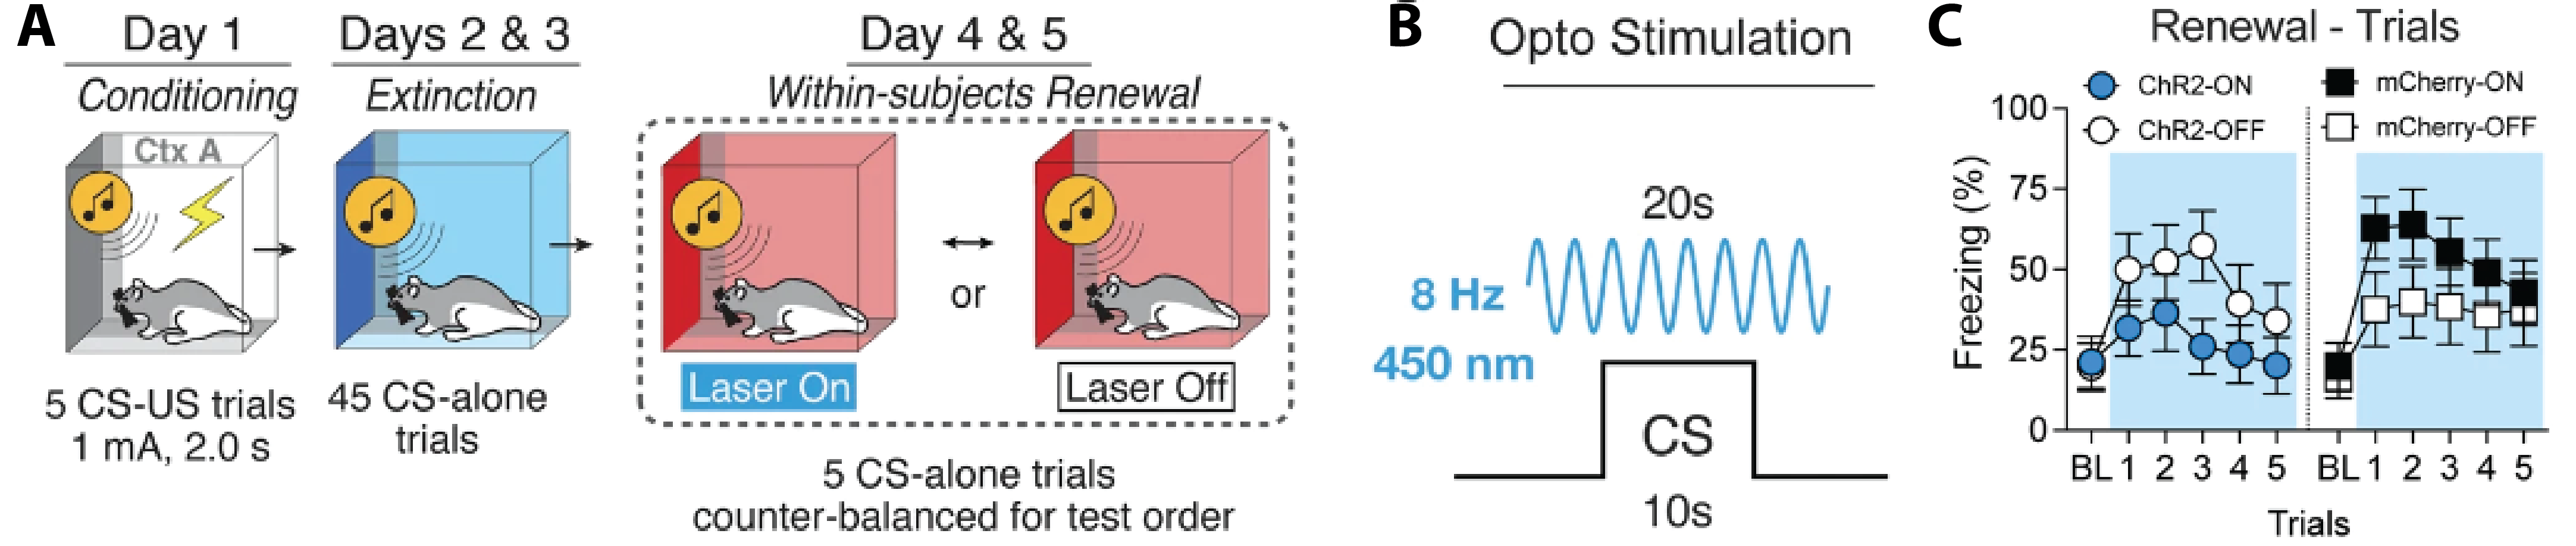 A
Day 1
Conditioning
Ctx A
5 CS-US trials
1 mA, 2.0 s
Days 2 & 3
Extinction
45 CS-alone
trials
Day 4 & 5
Within-subjects Renewal
Laser On
or
Laser Off
5 CS-alone trials
counter-balanced for test order
B
Opto Stimulation
20s
8 Hz
450 nm
CS
10s
C
Renewal - Trials
ChR2-ON
ChR2-OFF
mCherry-ON
mCherry-OFF
Freezing (%)
100
75
50
25
0
BL 1 2 3 4 5
BL 1 2 3 4 5
Trials